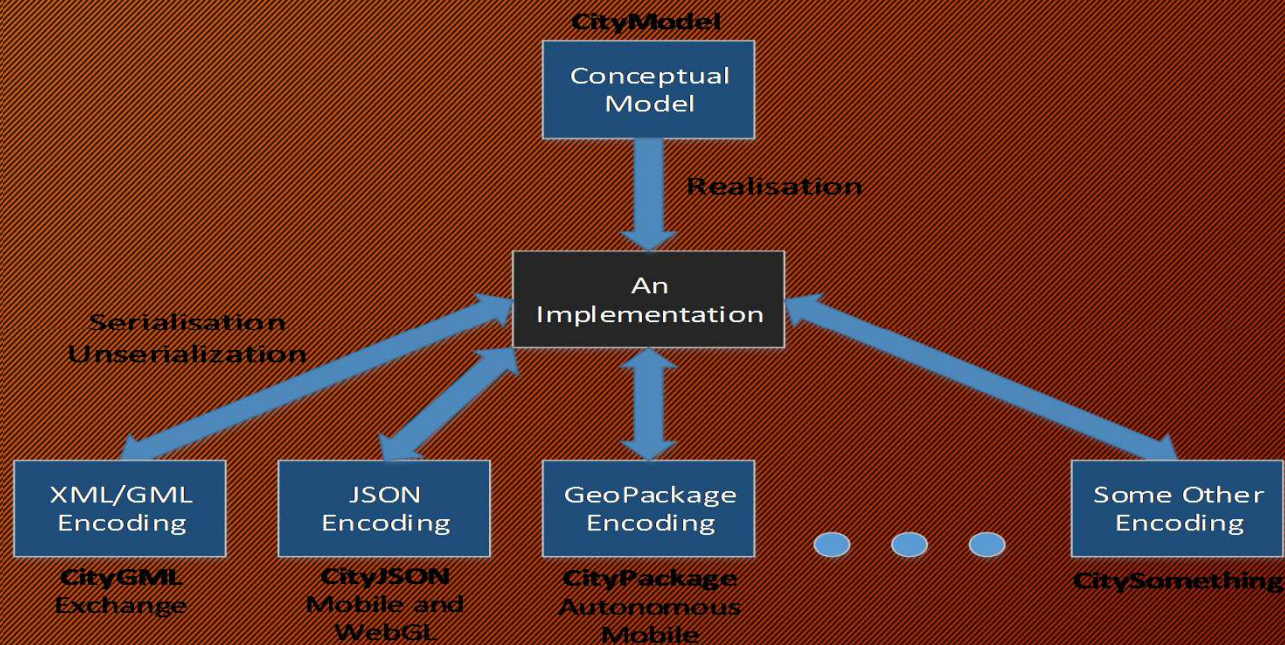 CityModel
Conceptual
Model
Realisation
An
Implementation
Serialisation
Unserialization
XML/GML
Encoding
CityGML
Exchange
JSON
Encoding
CityJSON
Mobile and
WebGL
GeoPackage
Encoding
CityPackage
Autonomous
Mobile
Some Other
Encoding
CitySomething